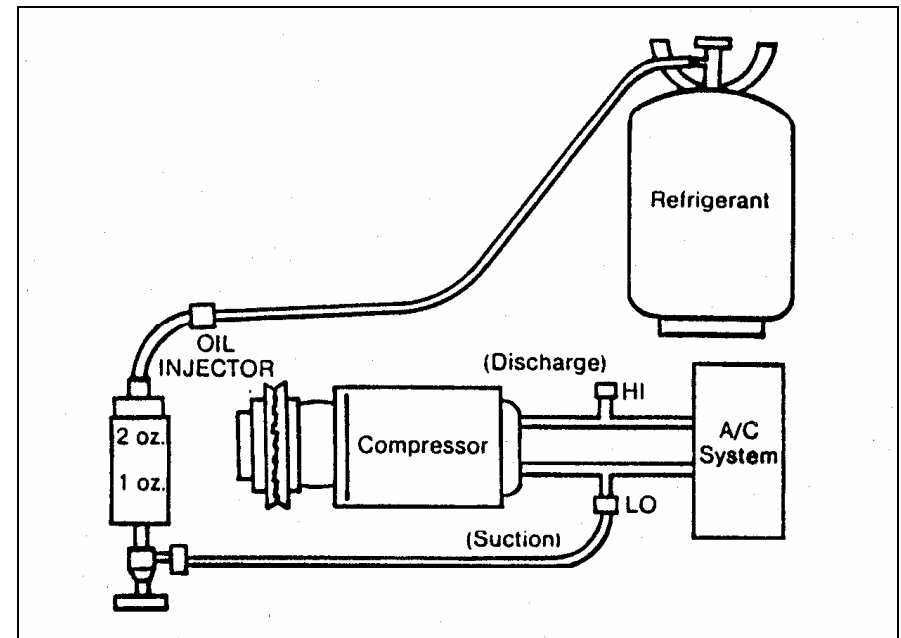 Refrigerant
OIL
INJECTOR
(Discharge)
HI
2 oz.
1 oz.
Compressor
A/C
System
LO
(Suction)